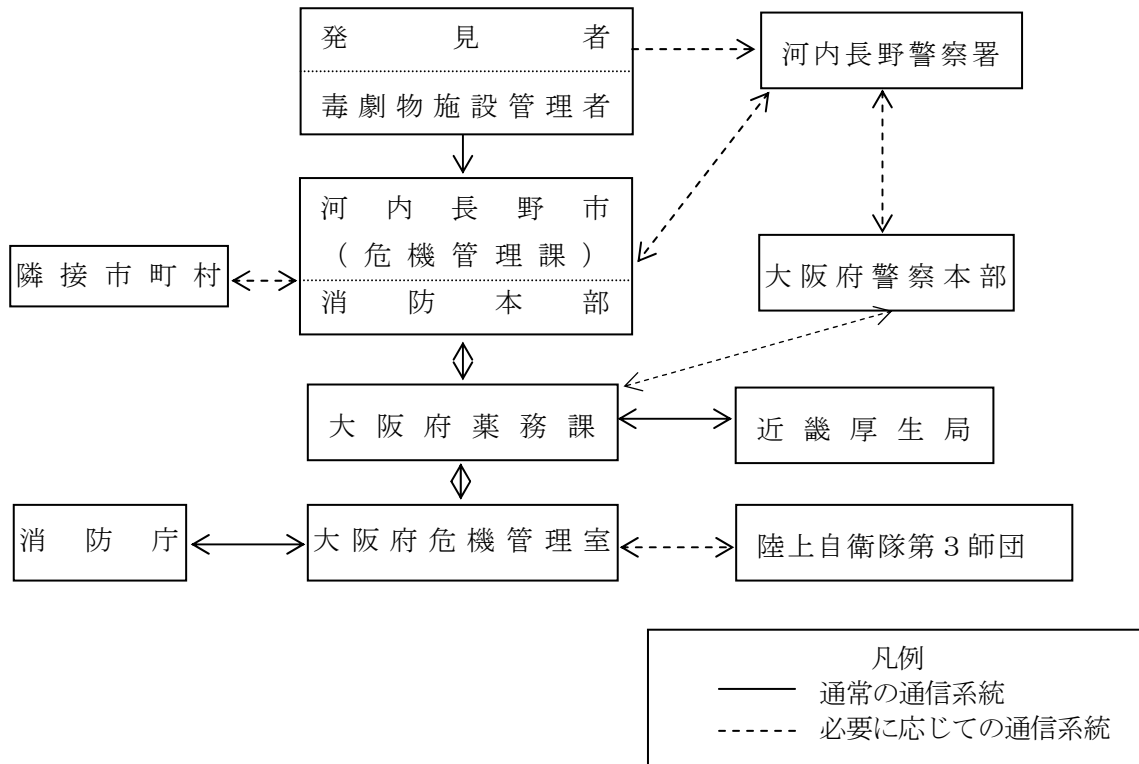 発見者
河内長野警察署
毒劇物施設管理者
河内長野市
(危機管理課)
隣接市町村
大阪府警察本部
消防本部
大阪府薬務課
近畿厚生局
消防庁
大阪府危機管理室
陸上自衛隊第3師団
凡例
通常の通信系統
必要に応じての通信系統